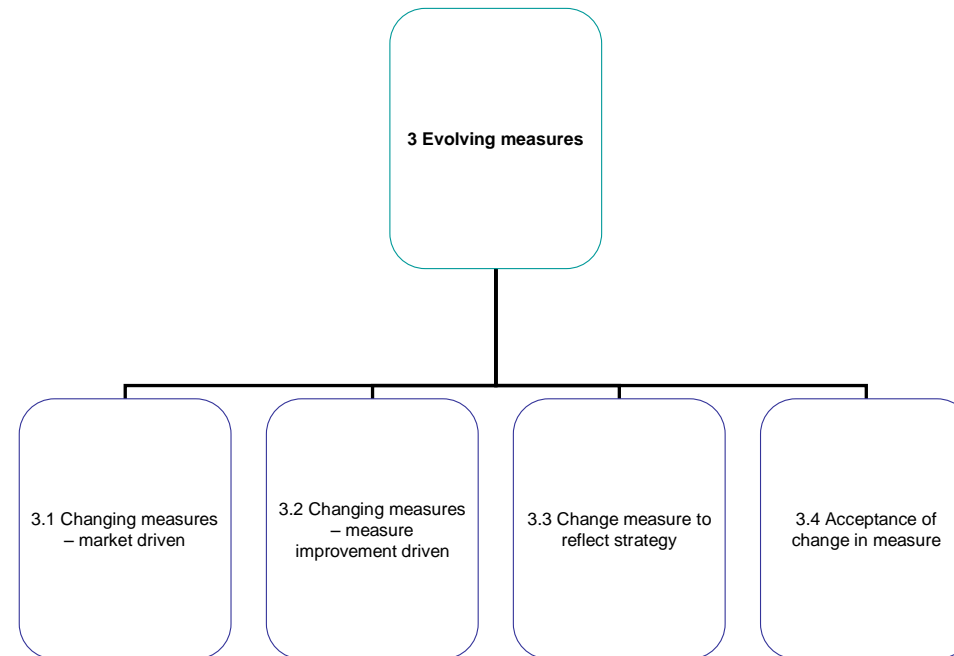 3 Evolving measures
3.1 Changing measures
– market driven
3.2 Changing measures
– measure
improvement driven
3.3 Change measure to
reflect strategy
3.4 Acceptance of
change in measure